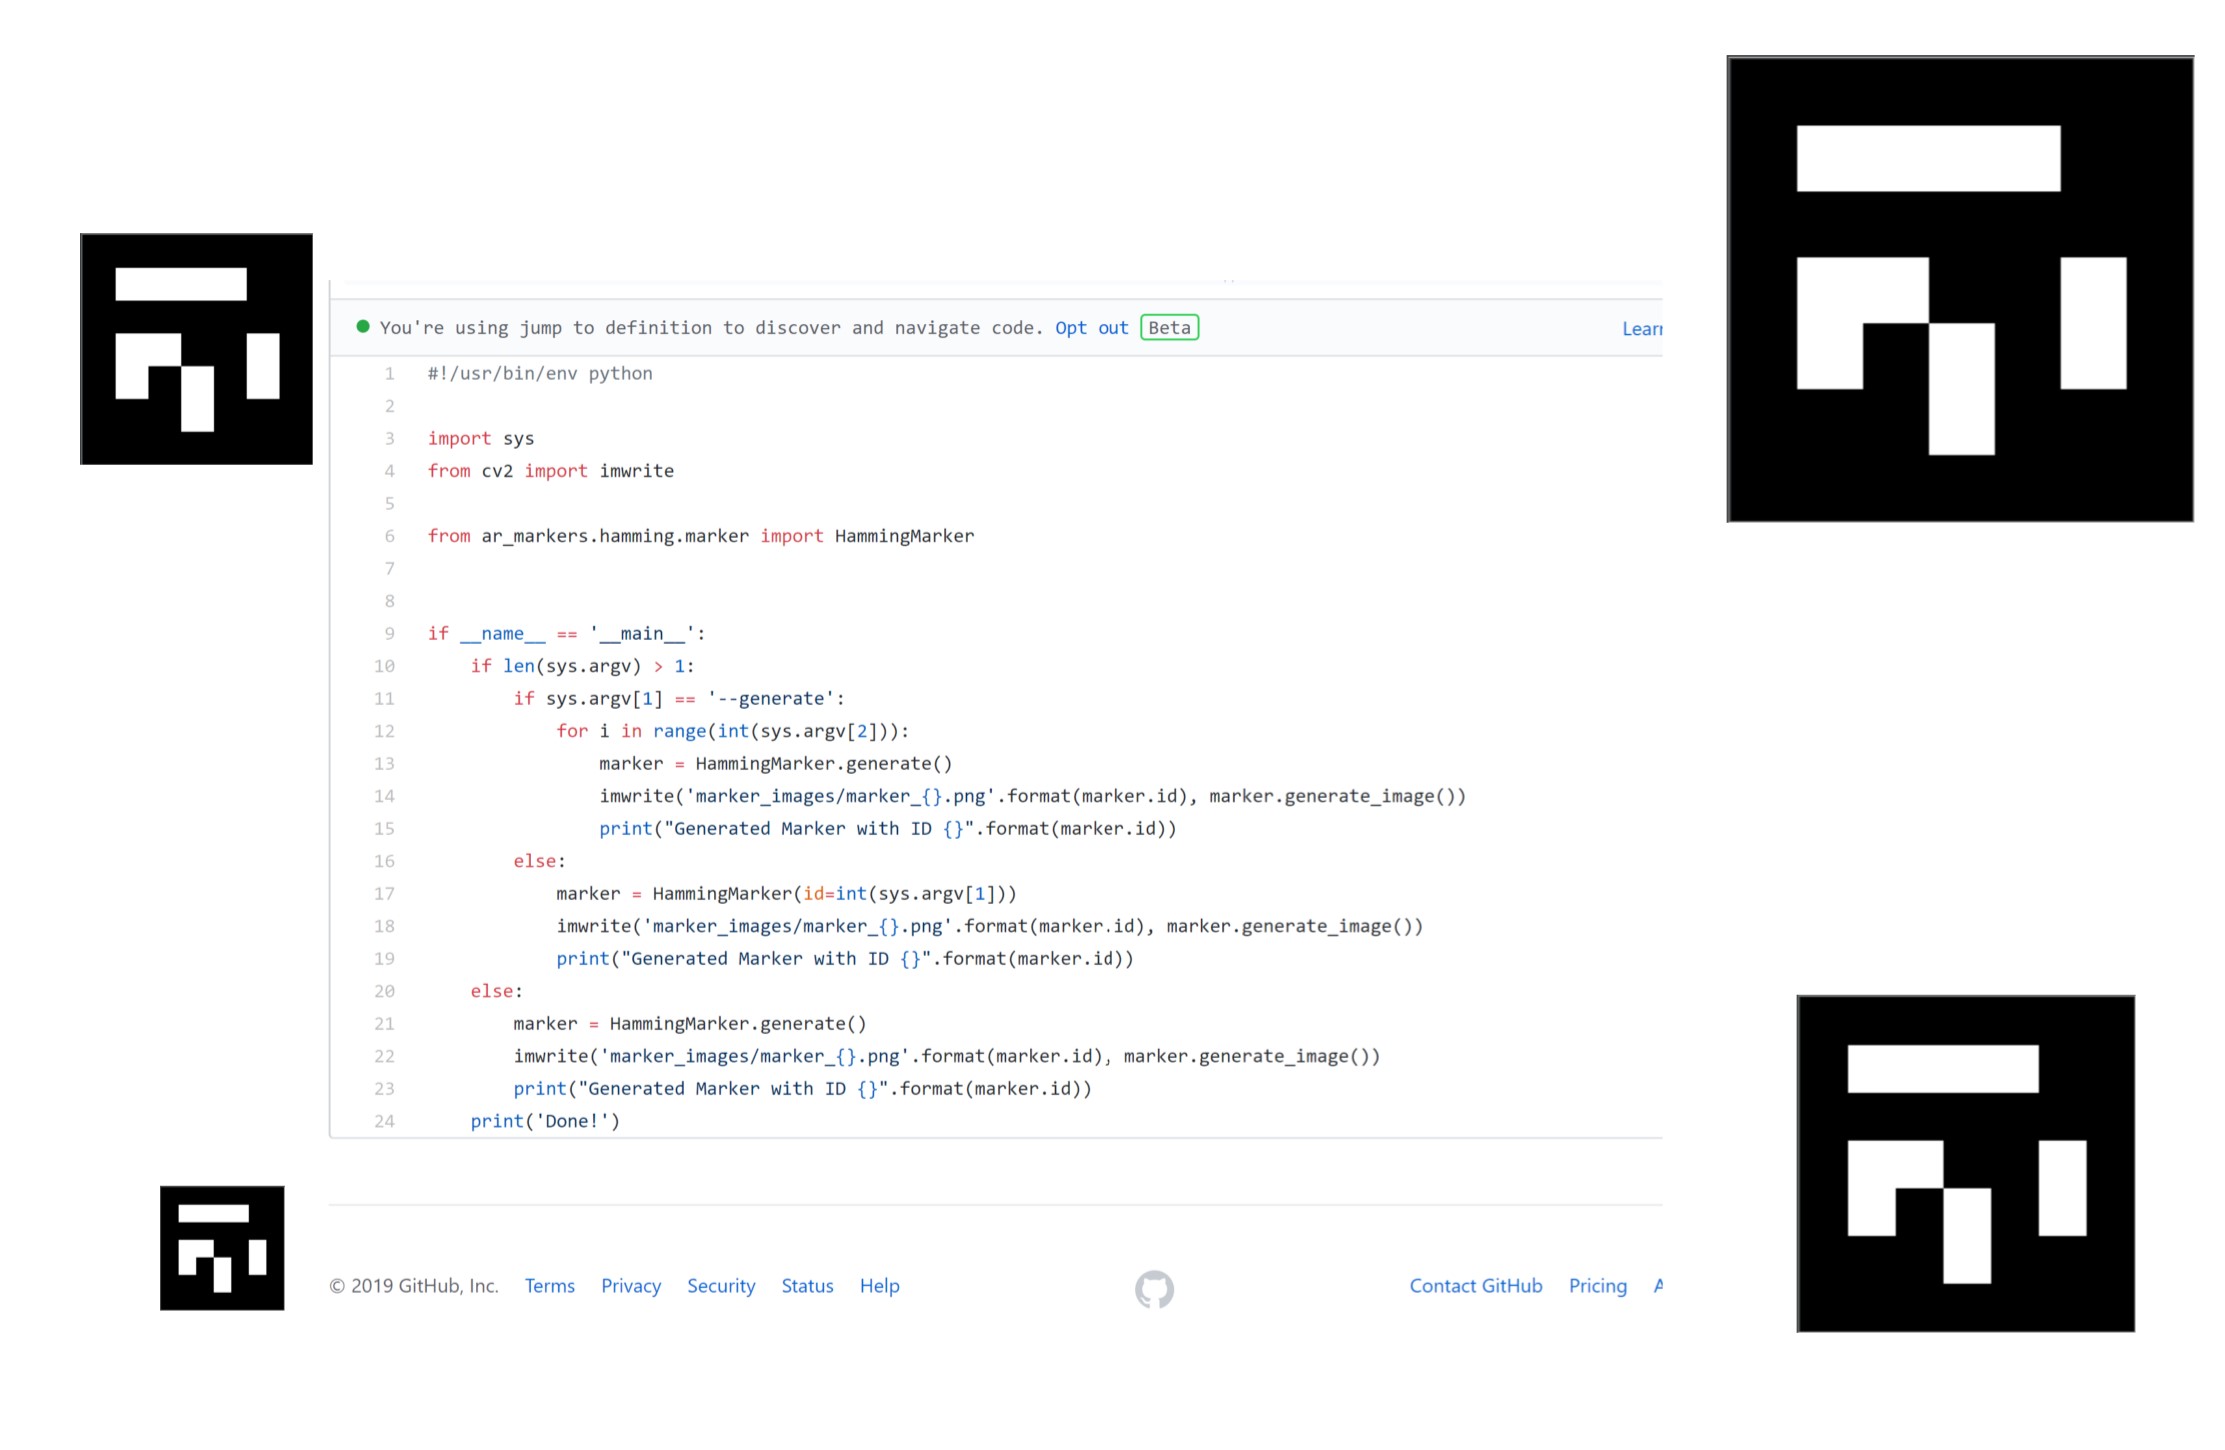 You're using jump to definition to discover and navigate code. Opt out Beta
1 #!/usr/bin/env python
2
3 import sys
4 from cv2 import imwrite
5
6 from ar_markers.hamming.marker import HammingMarker
7
8
9 if __name__ == '__main__':
10     if len(sys.argv) > 1:
11         if sys.argv[1] == '--generate':
12             for i in range(int(sys.argv[2])):
13                 marker = HammingMarker.generate()
14                 imwrite('marker_images/marker_{}.png'.format(marker.id), marker.generate_image())
15                 print("Generated Marker with ID {}".format(marker.id))
16         else:
17             marker = HammingMarker(id=int(sys.argv[1]))
18             imwrite('marker_images/marker_{}.png'.format(marker.id), marker.generate_image())
19             print("Generated Marker with ID {}".format(marker.id))
20     else:
21         marker = HammingMarker.generate()
22         imwrite('marker_images/marker_{}.png'.format(marker.id), marker.generate_image())
23         print("Generated Marker with ID {}".format(marker.id))
24     print('Done!')
© 2019 GitHub, Inc. Terms Privacy Security Status Help Contact GitHub Pricing